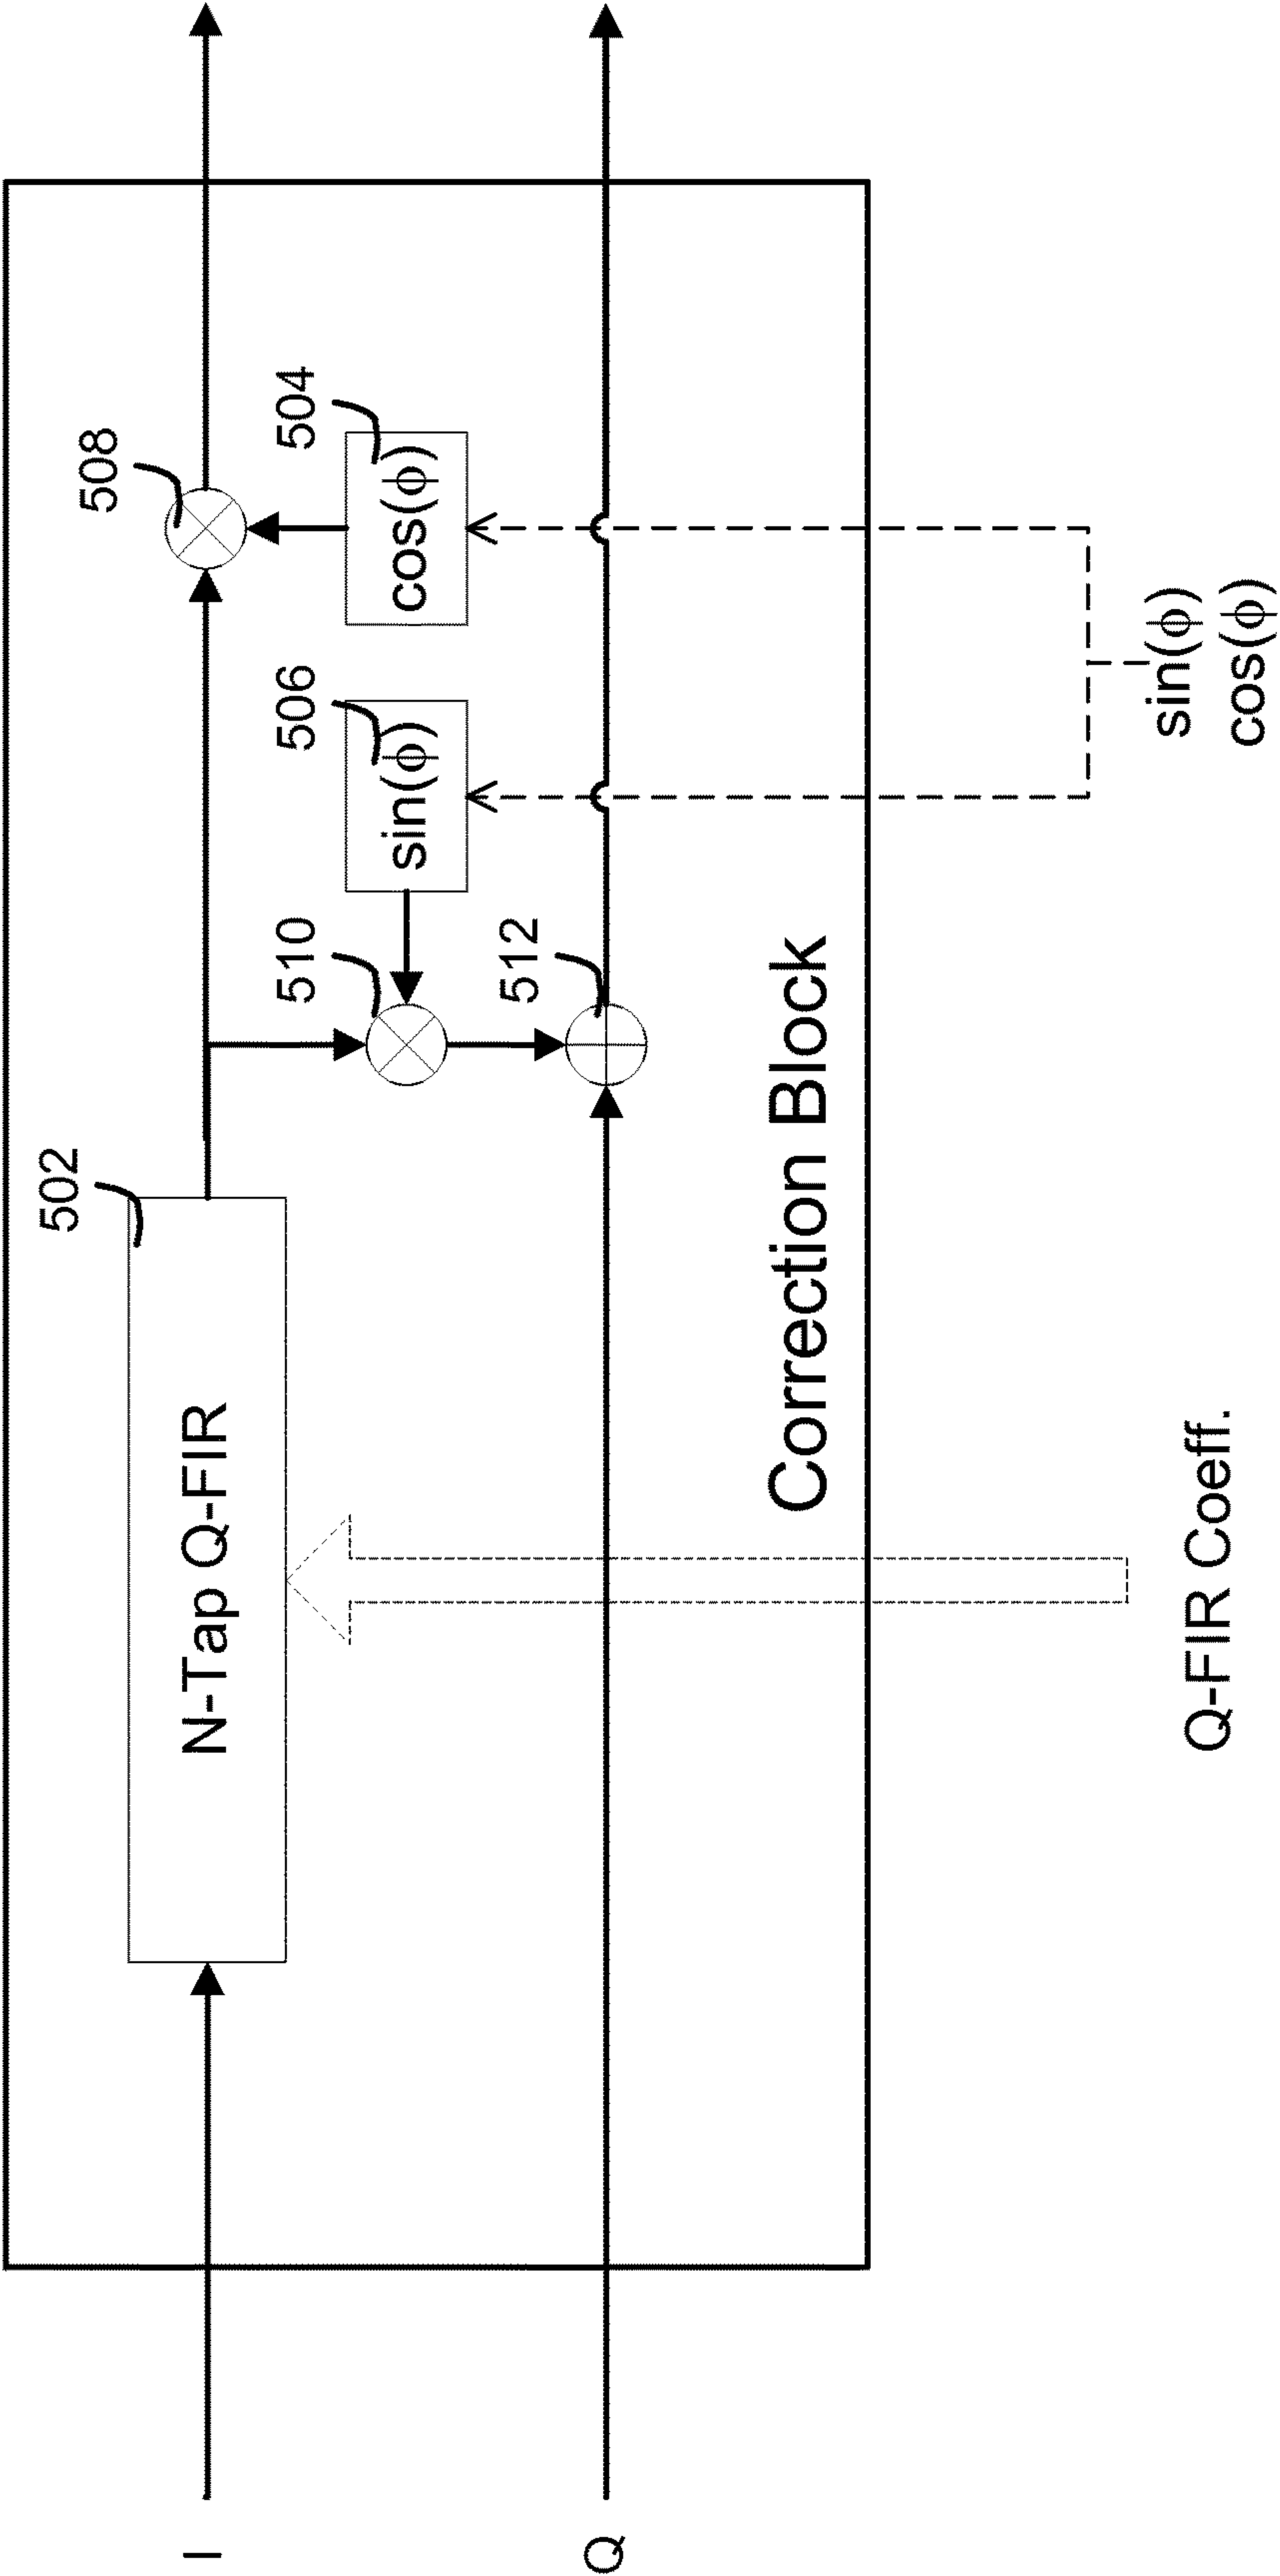 I
Q
N-Tap Q-FIR
502
508
510
506
504
sin(ϕ)
cos(ϕ)
512
Correction Block
Q-FIR Coeff.
sin(ϕ)
cos(ϕ)